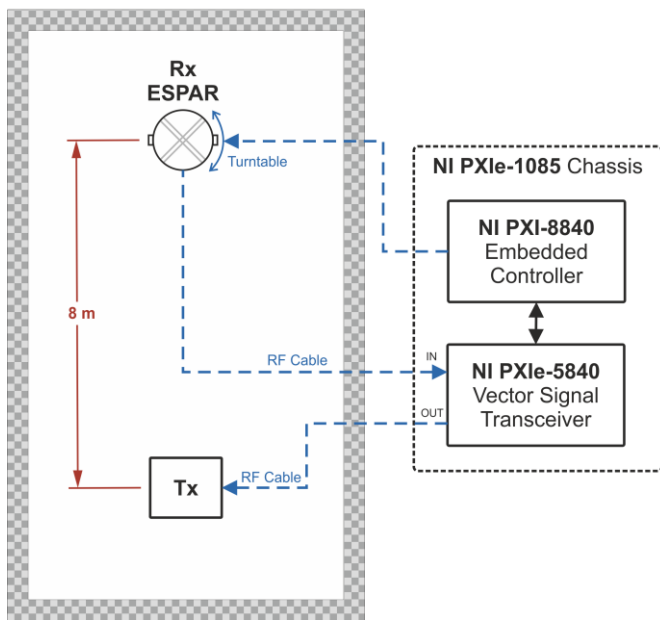 Rx
ESPAR
Turntable
8 m
RF Cable
Tx
RF Cable
NI PXIe-1085 Chassis
NI PXI-8840
Embedded
Controller
IN
NI PXIe-5840
Vector Signal
Transceiver
OUT